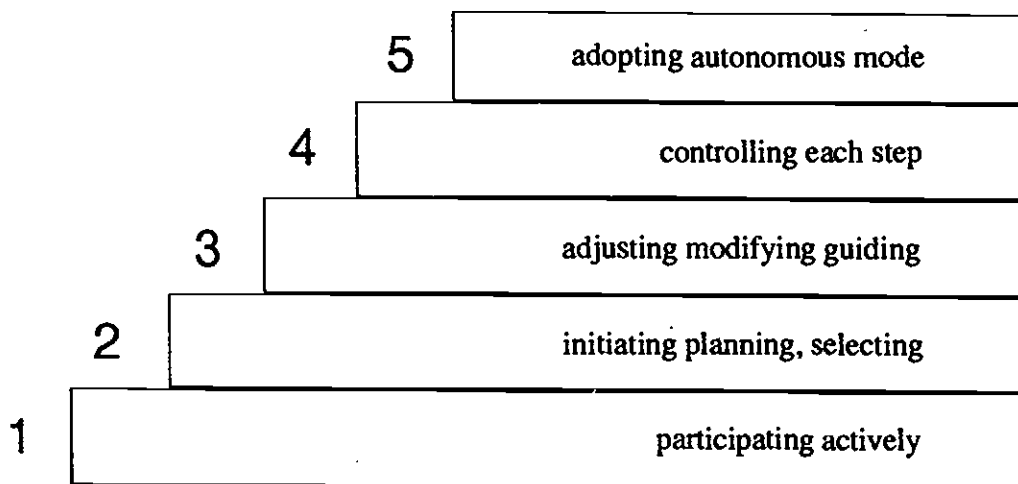 5 adopting autonomous mode
4 controlling each step
3 adjusting modifying guiding
2 initiating planning, selecting
1 participating actively